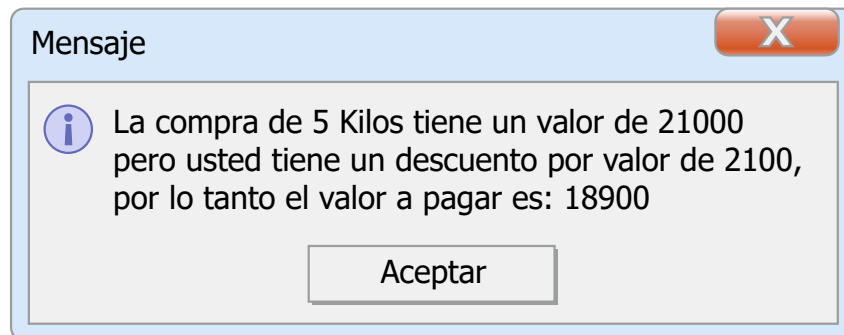 Mensaje
X
La compra de 5 Kilos tiene un valor de 21000
pero usted tiene un descuento por valor de 2100,
por lo tanto el valor a pagar es: 18900
Aceptar